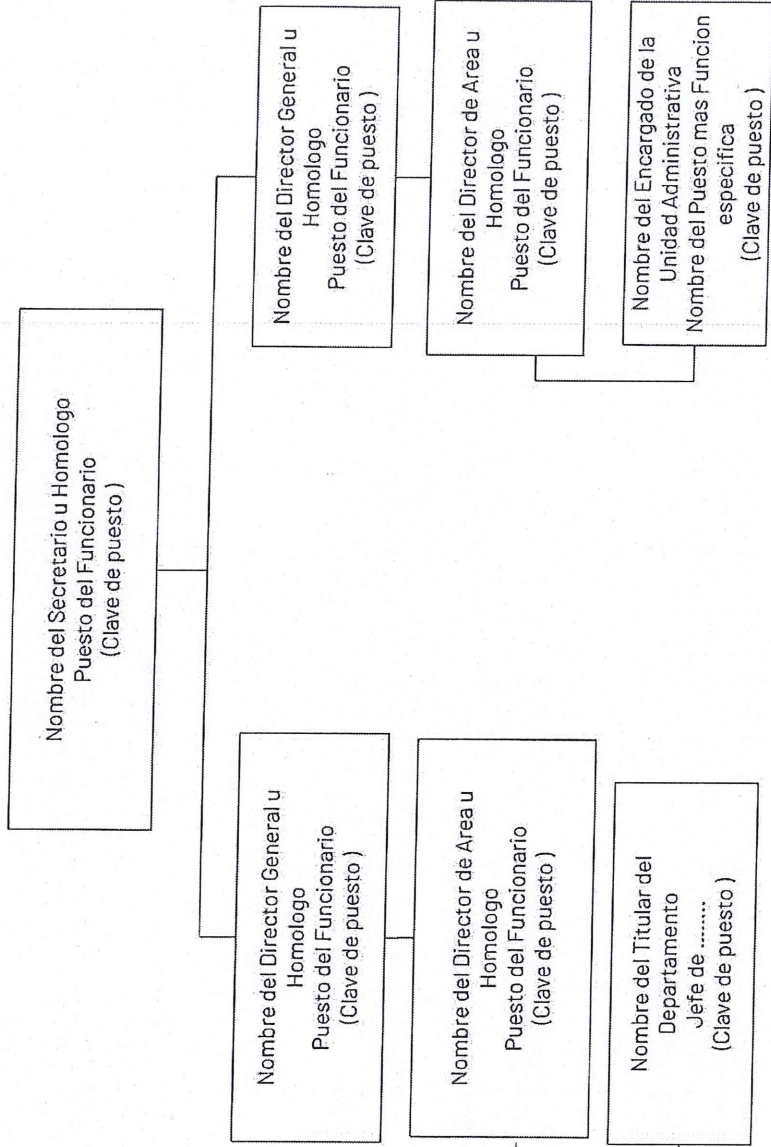 Nombre del Secretario u Homologo
Puesto del Funcionario
(Clave de puesto )
Nombre del Director General u
Homologo
Puesto del Funcionario
(Clave de puesto )
Nombre del Director de Area u
Homologo
Puesto del Funcionario
(Clave de puesto )
Nombre del Titular del
Departamento
Jefe de ........
(Clave de puesto )
Nombre del Director General u
Homologo
Puesto del Funcionario
(Clave de puesto )
Nombre del Director de Area u
Homologo
Puesto del Funcionario
(Clave de puesto )
Nombre del Encargado de la
Unidad Administrativa
Nombre del Puesto mas Funcion
especifica
(Clave de puesto )